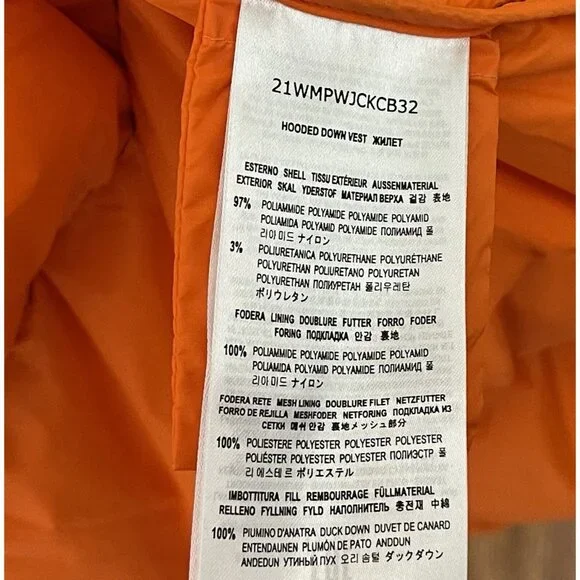 21WMPWJCKCB32
HOODED DOWN VEST ЖИЛЕТ
ESTERNO SHELL TISSU EXTÉRIEUR AUSSENMATERIAL
EXTERIOR SKAL YDERSTOF МАТЕРИАЛ ВЕРХА 겉감 表地
97% POLIAMMIDE POLYAMIDE POLYAMIDE POLYAMID
POLIAMIDA POLYAMID POLYAMID ПОЛИАМИД 폴
리아미드 ナイロン
3% POLIURETANICA POLYURETHANE POLYURÉTHANE
POLYURETHAN POLIURETANO POLYURETAN
POLYURETHAN ПОЛИУРЕТАН 폴리우레탄
ポリウレタン
FODERA LINING DOUBLURE FUTTER FORRO FODER
FORING ПОДКЛАДКА 안감 裏地
100% POLIAMMIDE POLYAMIDE POLYAMIDE POLYAMID
POLIAMIDA POLYAMID POLYAMID ПОЛИАМИД 폴
리아미드 ナイロン
FODERA RETE MESH LINING DOUBLURE FILET NETZFUTTER
FORRO DE REJILLA MESHFODER NETFORING ПОДКЛАДКА ИЗ
СЕТКИ 메쉬 안감 裏地メッシュ部分
100% POLIESTERE POLYESTER POLYESTER POLYESTER
POLIÉSTER POLYESTER POLYESTER ПОЛИЭСТР 폴
리에스테르 ポリエステル
IMBOTTITURA FILL REMBOURRAGE FÜLLMATERIAL
RELLENO FYLLNING FYLD НАПОЛНИТЕЛЬ 충전재 中綿
100% PIUMINO D'ANATRA DUCK DOWN DUVET DE CANARD
ENTENDAUNEN PLUMÓN DE PATO ANDDUN
ANDEDUN УТИНЫЙ ПУХ 오리 솜털 ダックダウン